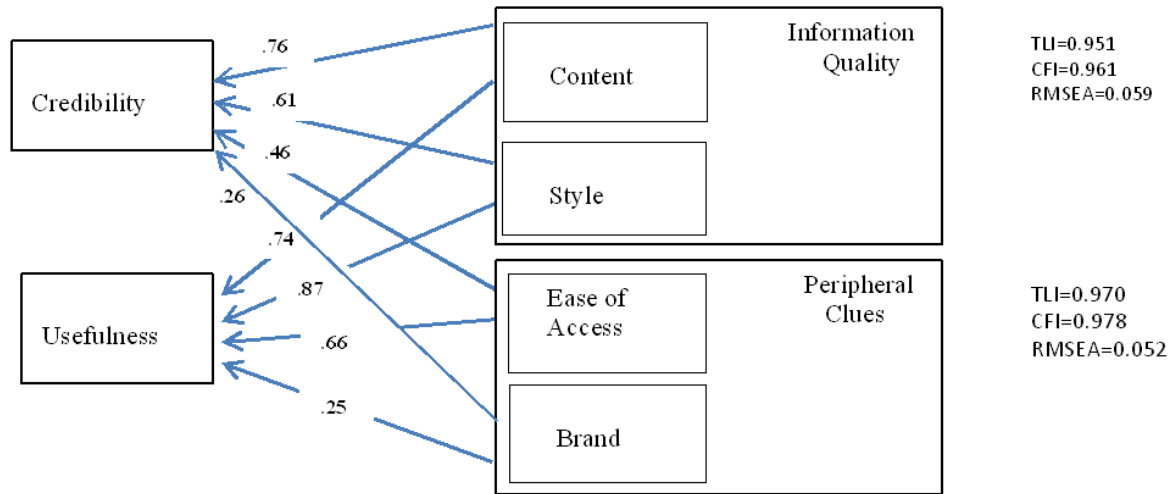 Credibility
Usefulness
.76
.61
.46
.26
.74
.87
.66
.25
Information
Quality
Content
Style
Peripheral
Clues
Ease of
Access
Brand
TLI=0.951
CFI=0.961
RMSEA=0.059
TLI=0.970
CFI=0.978
RMSEA=0.052